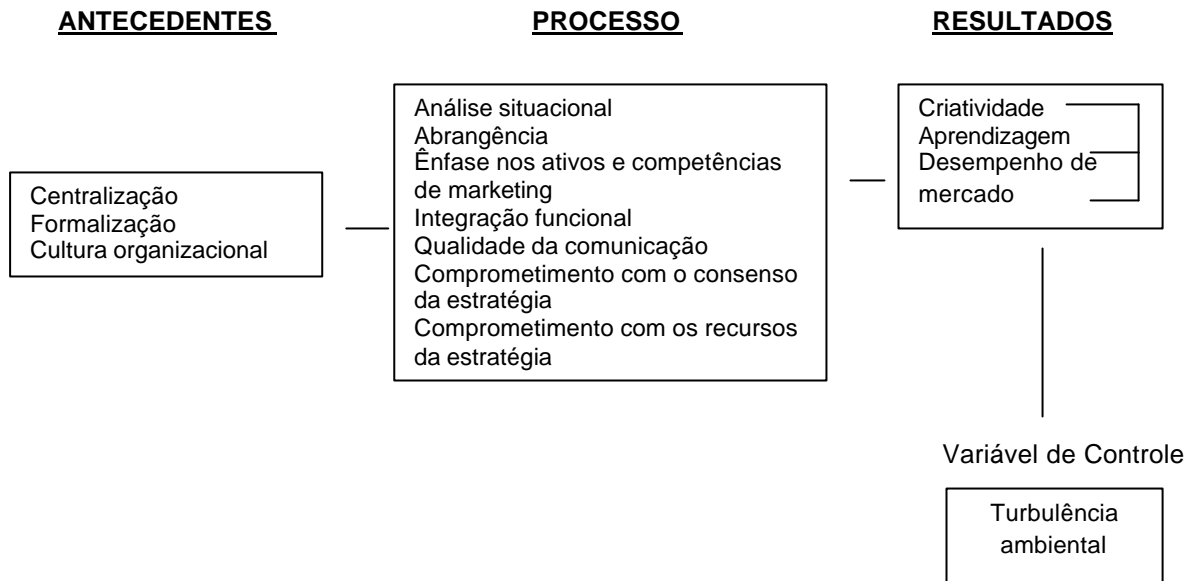 ANTECEDENTES
PROCESSO
RESULTADOS
Centralização
Formalização
Cultura organizacional
Análise situacional
Abrangência
Ênfase nos ativos e competências
de marketing
Integração funcional
Qualidade da comunicação
Comprometimento com o consenso
da estratégia
Comprometimento com os recursos
da estratégia
Criatividade
Aprendizagem
Desempenho de
mercado
Variável de Controle
Turbulência
ambiental